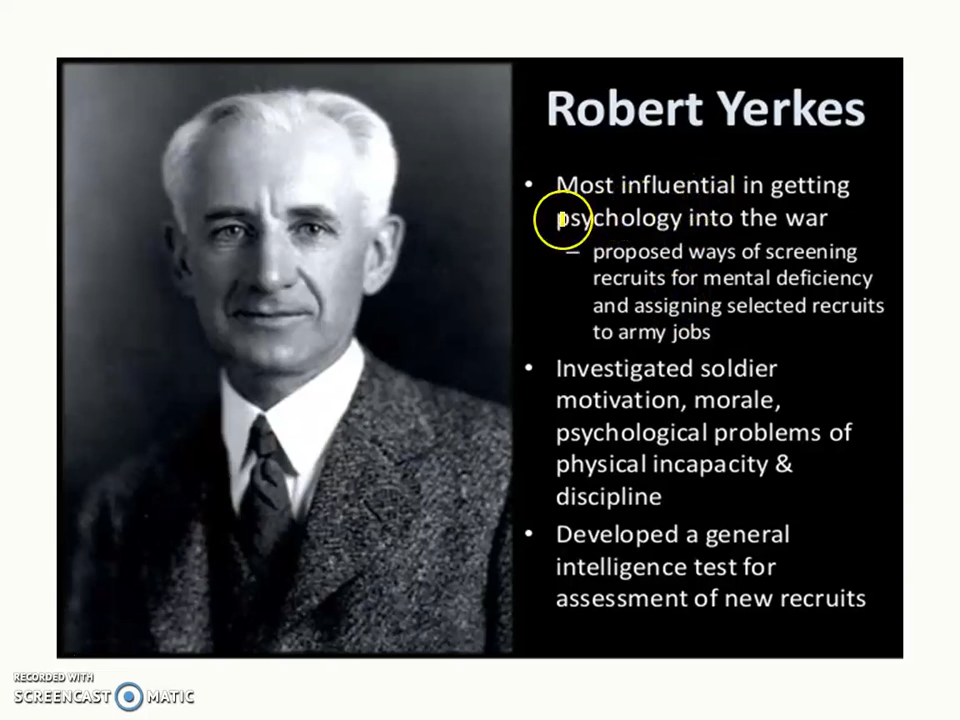 Robert Yerkes
• Most influential in getting
psychology into the war
– proposed ways of screening
recruits for mental deficiency
and assigning selected recruits
to army jobs
• Investigated soldier
motivation, morale,
psychological problems of
physical incapacity &
discipline
• Developed a general
intelligence test for
assessment of new recruits
RECORDED WITH
SCREENCAST MATIC